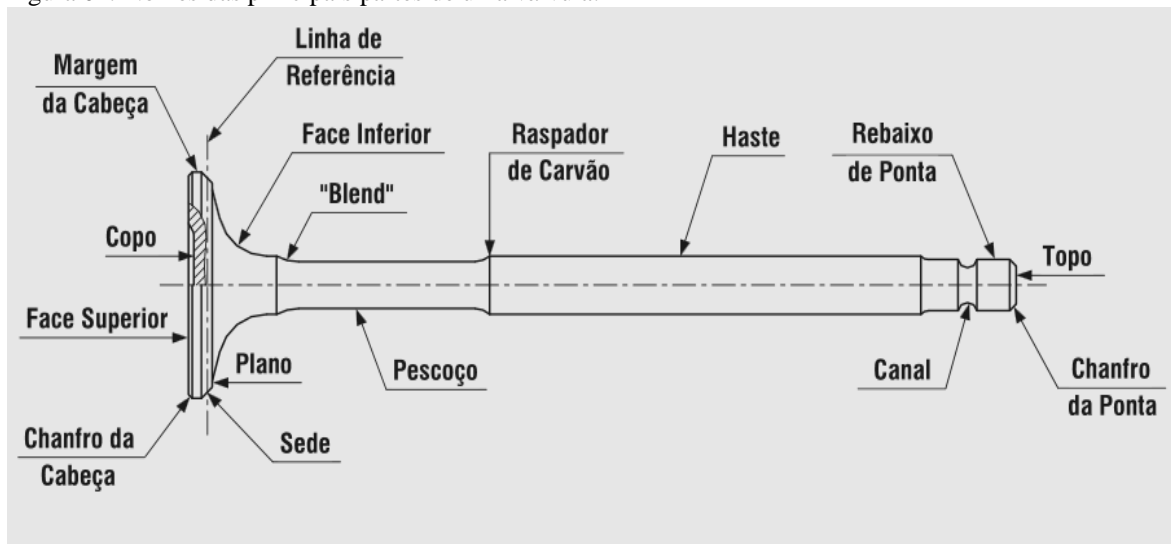 Linha de
Referência
Margem
da Cabeça
Face Inferior
"Blend"
Raspador
de Carvão
Haste
Rebaixo
de Ponta
Copo
Topo
Face Superior
Plano
Pescoço
Canal
Chanfro
da Ponta
Chanfro da
Cabeça
Sede